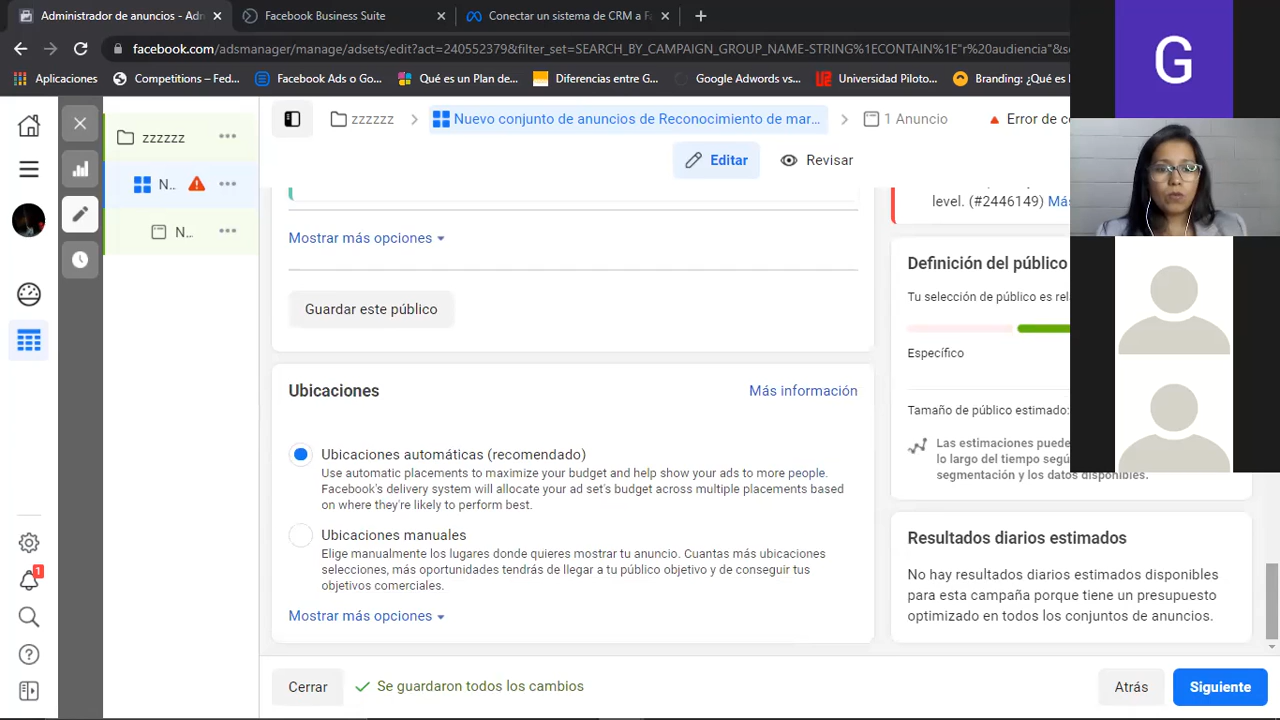 Administrador de anuncios - Adn
Facebook Business Suite
Conectar un sistema de CRM a Fa
facebook.com/adsmanager/manage/adsets/edit?act=240952379&filter_set=SEARCH_BY_CAMPAIGN_GROUP_NAME-STRING%1ECONTAIN%1E"r%20audiencia"&s
Aplicaciones
Competitions – Fed...
Facebook Ads o Go...
Qué es un Plan de...
Diferencias entre G...
Google Adwords vs...
Universidad Privad...
Branding: ¿Qué es
zzzzzz
N..
N..
zzzzzz
Nuevo conjunto de anuncios de Reconocimiento de mar...
1 Anuncio
Error de co
Editar
Revisar
G
level. (#2446149) Más
Mostrar más opciones
Guardar este público
Definición del público
Tu selección de público es rel
Específico
Tamaño de público estimado:
Las estimaciones puede
lo largo del tiempo segú
segmentación y los datos disponibles.
Ubicaciones
Más información
Ubicaciones automáticas (recomendado)
Use automatic placements to maximize your budget and help show your ads to more people.
Facebook's delivery system will allocate your ad set's budget across multiple placements based
on where they're likely to perform best.
Ubicaciones manuales
Elige manualmente los lugares donde quieres mostrar tu anuncio. Cuantas más ubicaciones
selecciones, más oportunidades tendrás de llegar a tu público objetivo y de conseguir tus
objetivos comerciales.
Mostrar más opciones
Resultados diarios estimados
No hay resultados diarios estimados disponibles
para esta campaña porque tiene un presupuesto
optimizado en todos los conjuntos de anuncios.
1
Cerrar
Se guardaron todos los cambios
Atrás
Siguiente